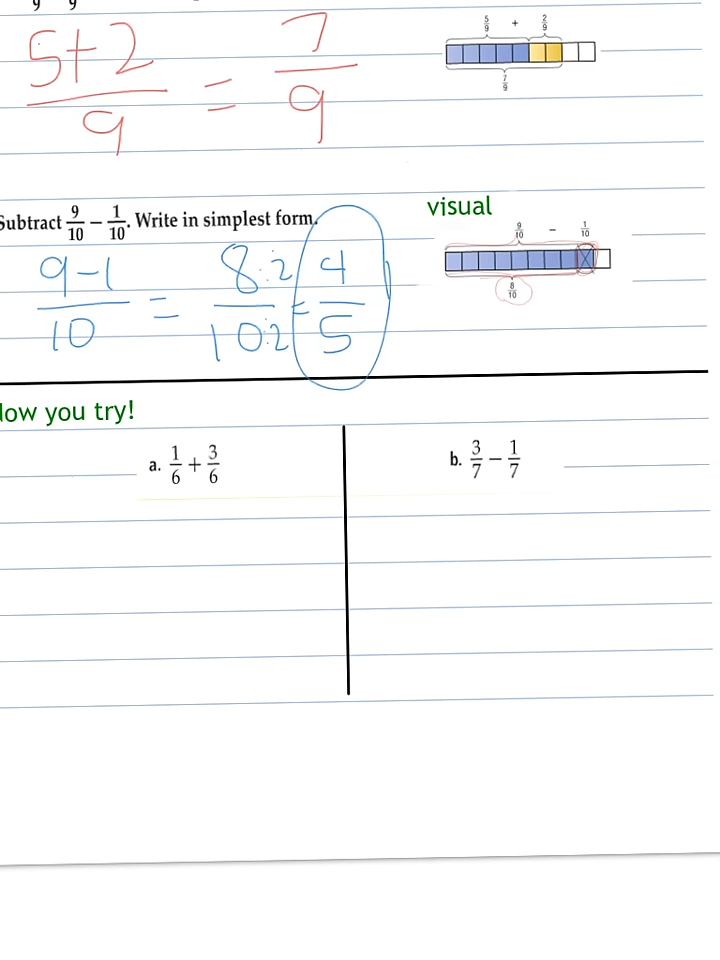 9 9
5+2/9 = 7/9
5/9 + 2/9
7/9
Subtract 9/10 − 1/10. Write in simplest form.
9-1/10 = 8:2/10:2 = 4/5
visual
9/10 − 1/10
8/10
Now you try!
a. 1/6 + 3/6
b. 3/7 − 1/7